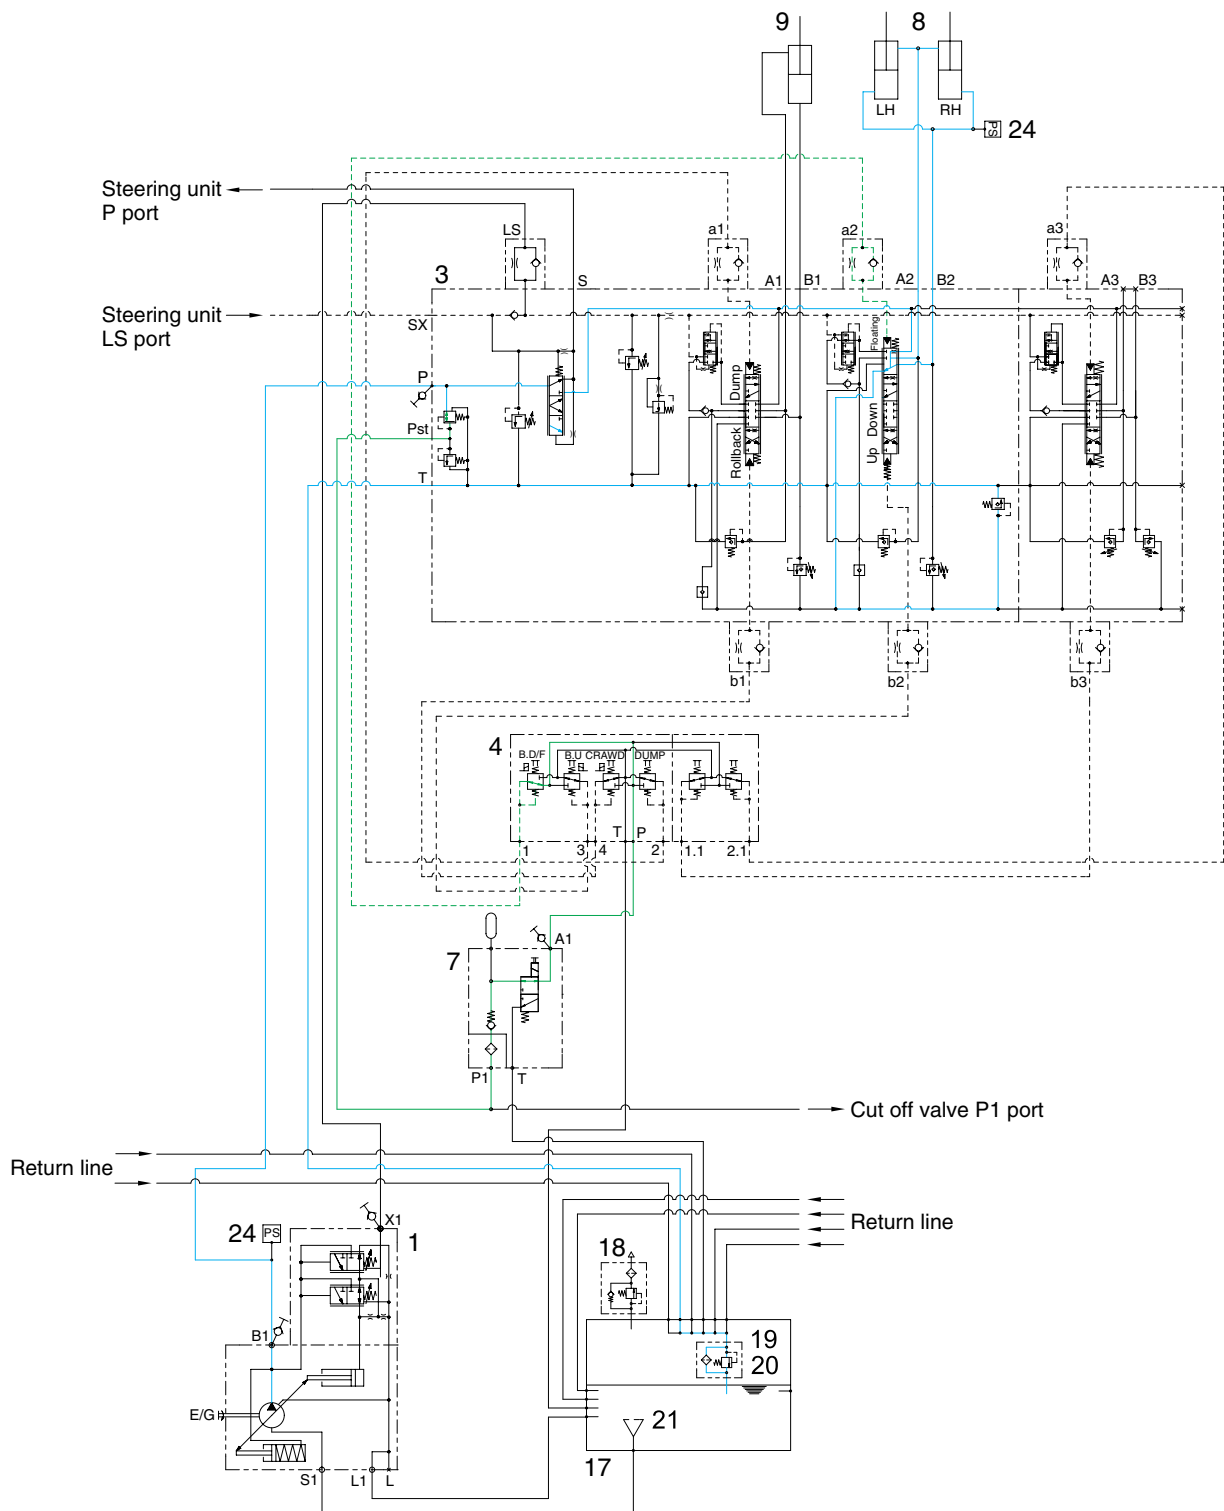 9
8
LH
RH
PS
24
Steering unit
P port
LS
a1
a2
a3
3
S
A1
B1
A2
B2
A3
B3
Steering unit
LS port
SX
Floating
P
Dump
Down
Pst
Rollback
Up
T
b1
b2
b3
4
B.D/F
B.U
CRAWD
DUMP
T
P
1
3
4
2
1.1
2.1
7
A1
P1
T
Cut off valve P1 port
Return line
X1
24
PS
1
Return line
18
B1
19
20
E/G
21
17
S1
L1
L